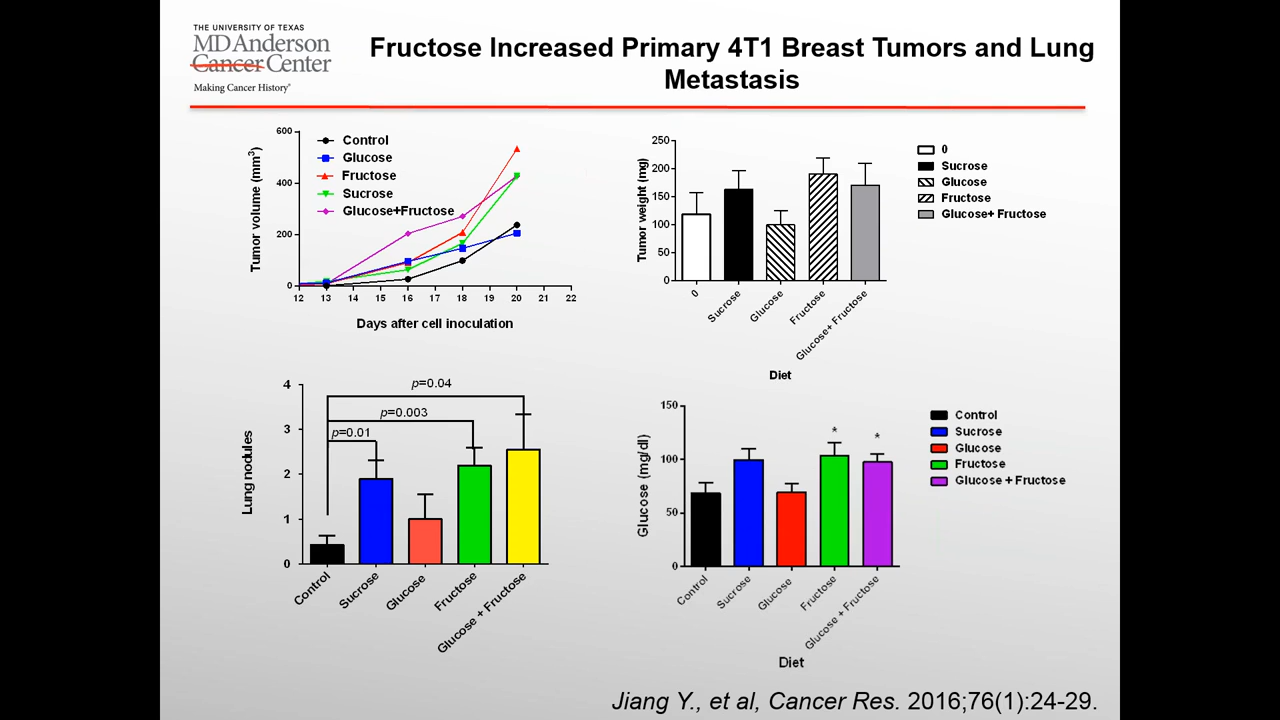 THE UNIVERSITY OF TEXAS
MD Anderson
Cancer Center
Making Cancer History®
Fructose Increased Primary 4T1 Breast Tumors and Lung
Metastasis
Tumor volume (mm3)
600
400
200
0
12 13 14 15 16 17 18 19 20 21 22
Days after cell inoculation
Control
Glucose
Fructose
Sucrose
Glucose+Fructose
Tumor weight (mg)
250
200
150
100
50
0
0
Sucrose
Glucose
Fructose
Glucose+ Fructose
Diet
0
Sucrose
Glucose
Fructose
Glucose+ Fructose
Lung nodules
4
3
2
1
0
p=0.04
p=0.003
p=0.01
Control
Sucrose
Glucose
Fructose
Glucose + Fructose
Glucose (mg/dl)
150
100
50
0
*
*
Control
Sucrose
Glucose
Fructose
Glucose + Fructose
Diet
Control
Sucrose
Glucose
Fructose
Glucose + Fructose
Jiang Y., et al, Cancer Res. 2016;76(1):24-29.